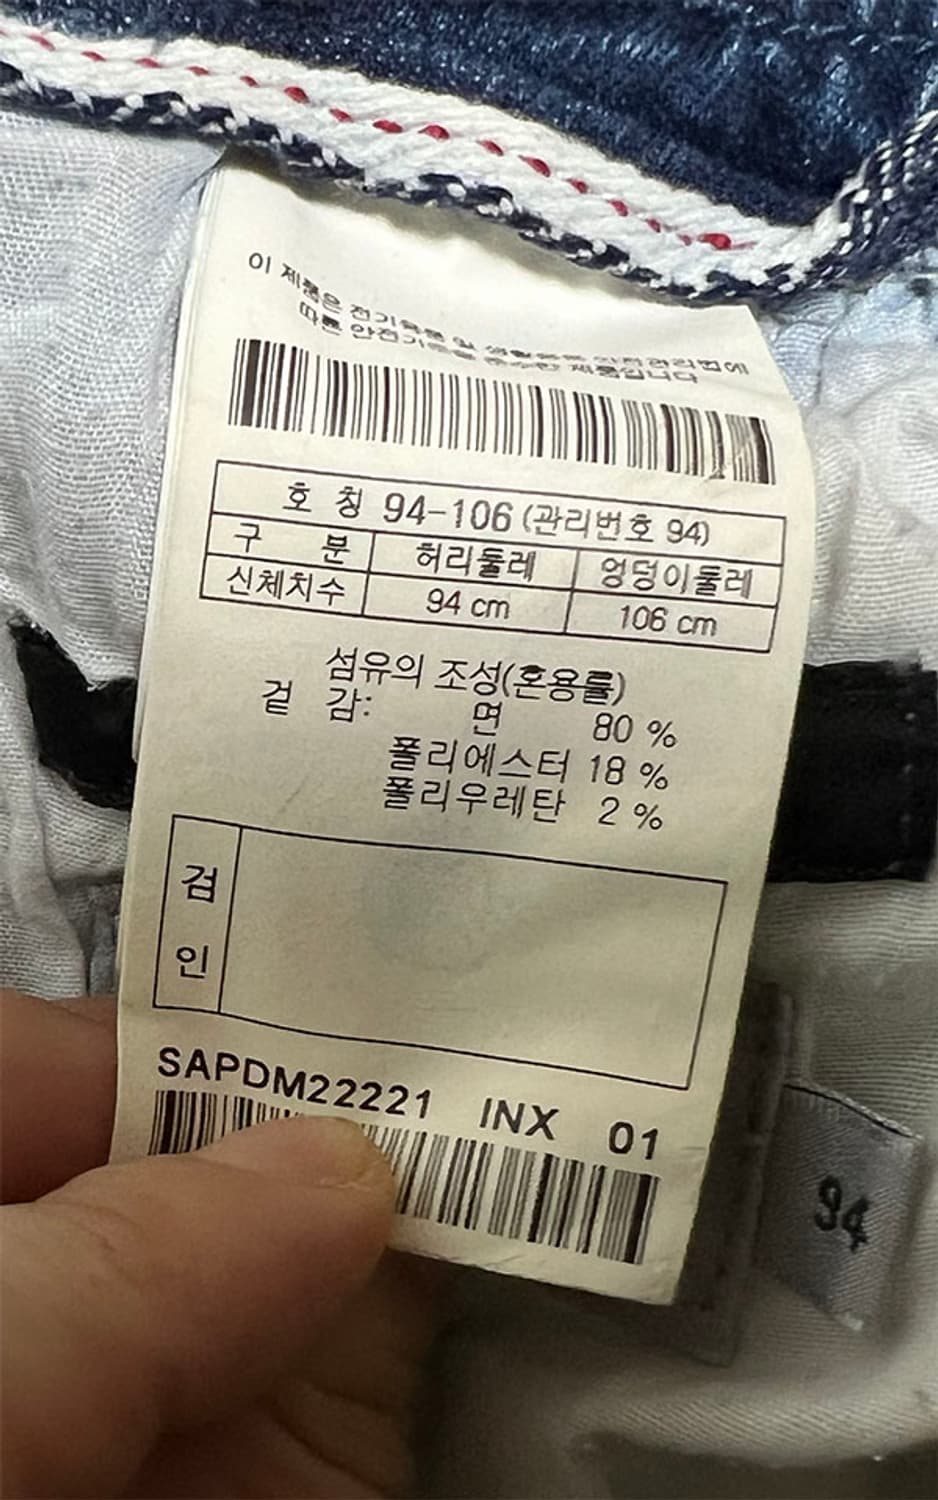 이 제품은 전기용품 및 생활용품 안전관리법에
따른 안전기준을 준수한 제품입니다
호 칭 94-106 (관리번호 94)
구 분 허리둘레 엉덩이둘레
신체치수 94 cm 106 cm
섬유의 조성(혼용률)
겉 감: 면 80 %
폴리에스터 18 %
폴리우레탄 2 %
검
인
SAPDM22221 INX 01
94